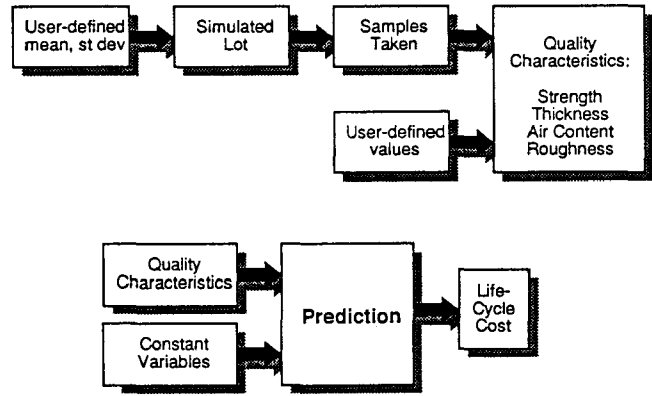 User-defined
mean, st dev
Simulated
Lot
Samples
Taken
Quality
Characteristics:
Strength
Thickness
Air Content
Roughness
User-defined
values
Quality
Characteristics
Constant
Variables
Prediction
Life-
Cycle
Cost